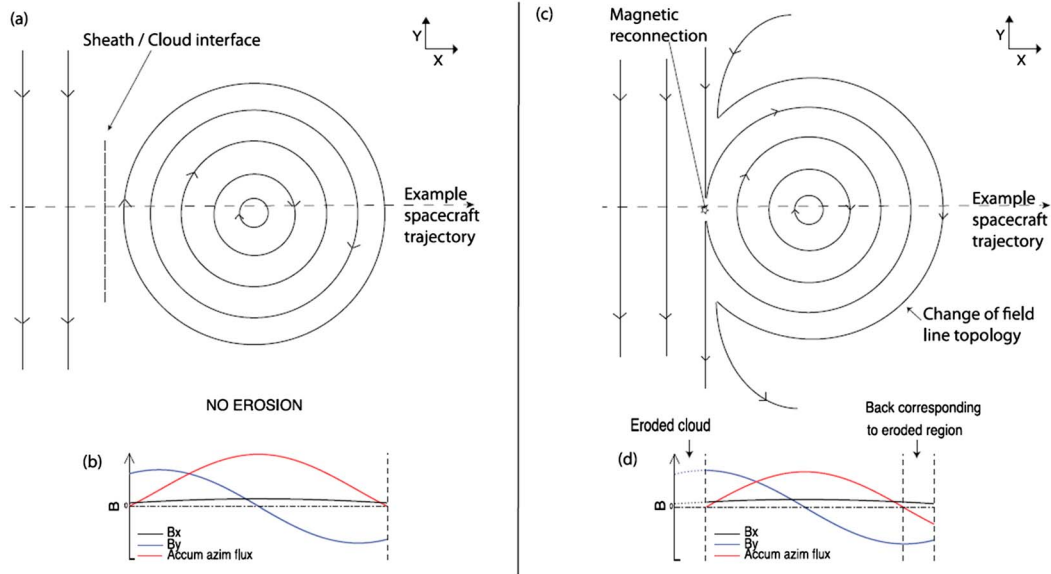 (a)
Sheath / Cloud interface
Y
X
Example
spacecraft
trajectory
NO EROSION
(b)
B
0
Bx
By
Accum azim flux
(c)
Magnetic
reconnection
Y
X
Example
spacecraft
trajectory
Change of field
line topology
Eroded cloud
Back corresponding
to eroded region
(d)
B
0
Bx
By
Accum azim flux